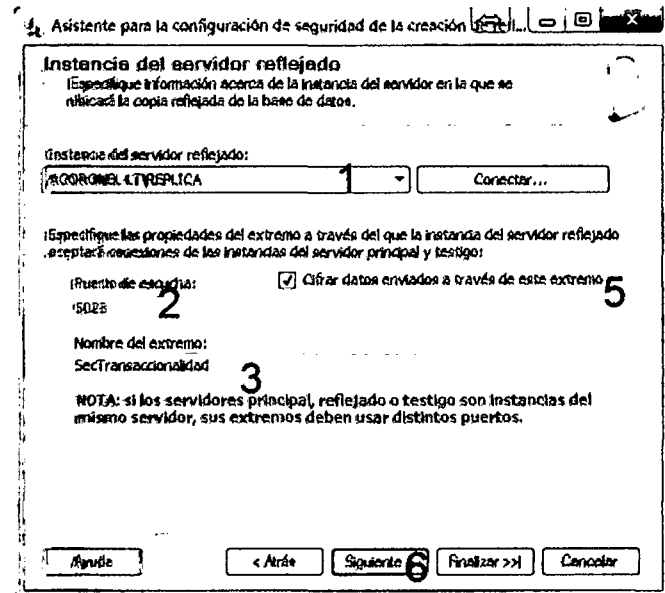 Asistente para la configuración de seguridad de la creación
Instancia del servidor reflejado
Especifique información acerca de la instancia del servidor en la que se
ubicará la copia reflejada de la base de datos.
Instancia del servidor reflejado:
REPLICA 1
Conectar...
Especifique las propiedades del extremo a través del que la instancia del servidor reflejado
aceptará conexiones de las instancias del servidor principal y testigo:
Puerto de escucha: 2
Cifrar datos enviados a través de este extremo 5
Nombre del extremo:
SecTransaccionalidad
3
NOTA: si los servidores principal, reflejado o testigo son instancias del
mismo servidor, sus extremos deben usar distintos puertos.
Ayuda
< Atrás
Siguiente 6
Finalizar >>|
Cancelar